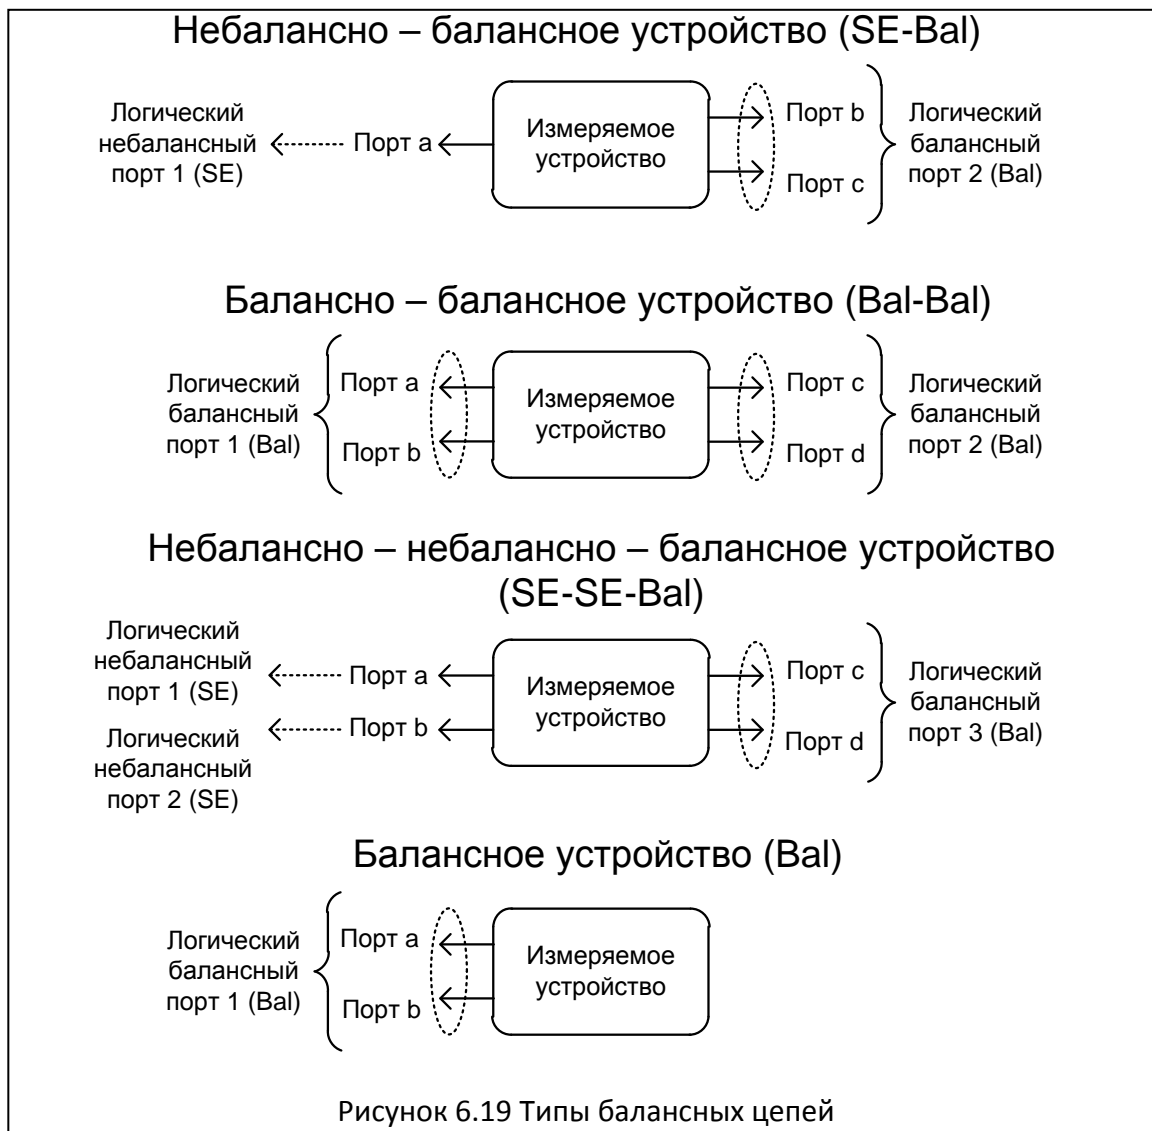 Небалансно – балансное устройство (SE-Bal)
Логический
небалансный
порт 1 (SE)
Порт a
Измеряемое
устройство
Порт b
Порт c
Логический
балансный
порт 2 (Bal)
Балансно – балансное устройство (Bal-Bal)
Логический
балансный
порт 1 (Bal)
Порт a
Порт b
Измеряемое
устройство
Порт c
Порт d
Логический
балансный
порт 2 (Bal)
Небалансно – небалансно – балансное устройство
(SE-SE-Bal)
Логический
небалансный
порт 1 (SE)
Логический
небалансный
порт 2 (SE)
Порт a
Порт b
Измеряемое
устройство
Порт c
Порт d
Логический
балансный
порт 3 (Bal)
Балансное устройство (Bal)
Логический
балансный
порт 1 (Bal)
Порт a
Порт b
Измеряемое
устройство
Рисунок 6.19 Типы балансных цепей